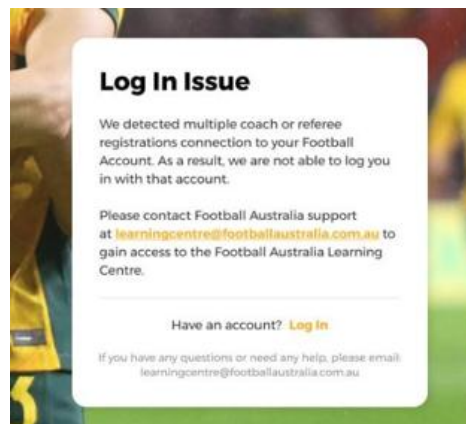 Log In Issue
We detected multiple coach or referee
registrations connection to your Football
Account. As a result, we are not able to log you
in with that account.
Please contact Football Australia support
at learningcentre@footballaustralia.com.au to
gain access to the Football Australia Learning
Centre.
Have an account? Log In
If you have any questions or need any help, please email:
learningcentre@footballaustralia.com.au